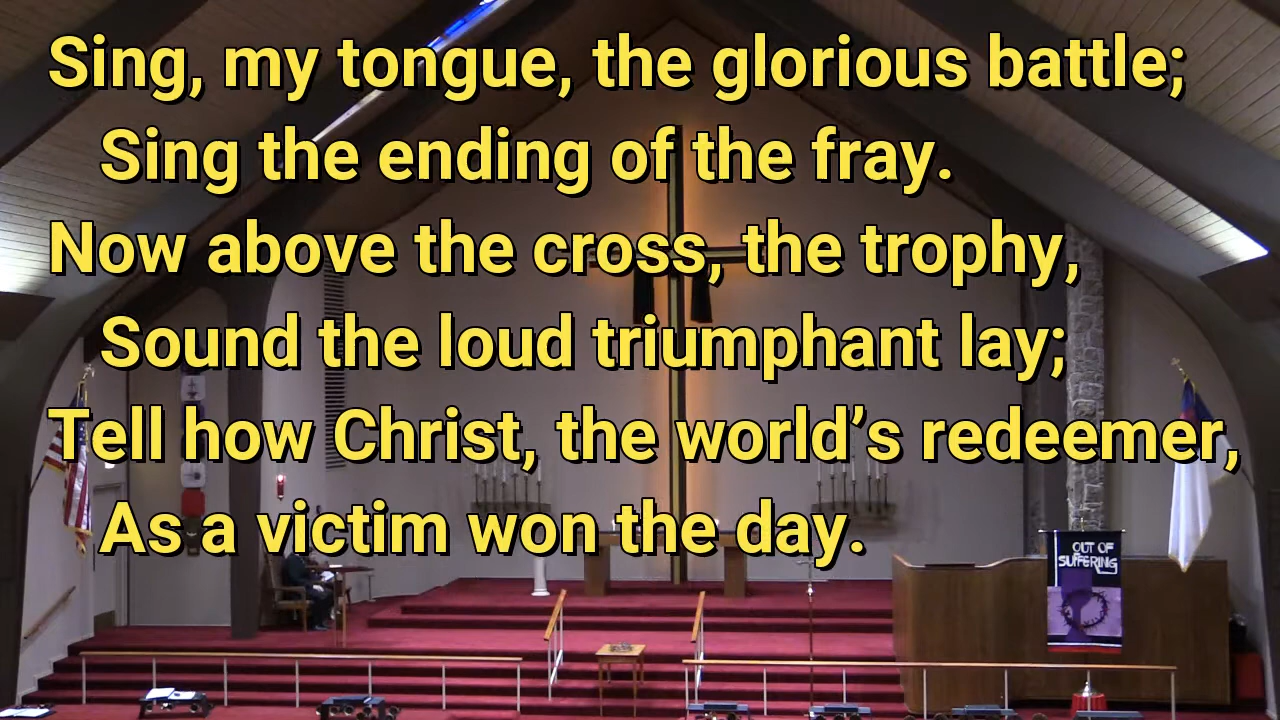 Sing, my tongue, the glorious battle;
Sing the ending of the fray.
Now above the cross, the trophy,
Sound the loud triumphant lay;
Tell how Christ, the world’s redeemer,
As a victim won the day.
OUT OF
SUFFERING